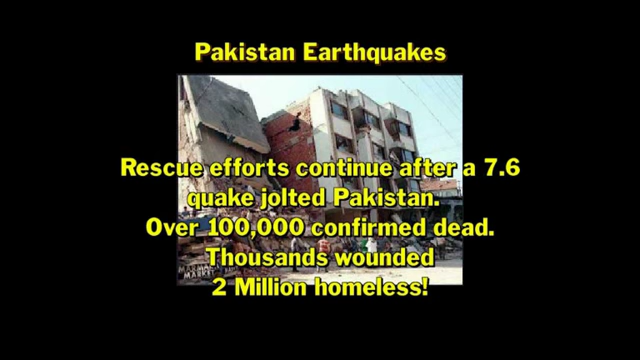 Pakistan Earthquakes
Rescue efforts continue after a 7.6
quake jolted Pakistan.
Over 100,000 confirmed dead.
Thousands wounded
2 Million homeless!
MARKET